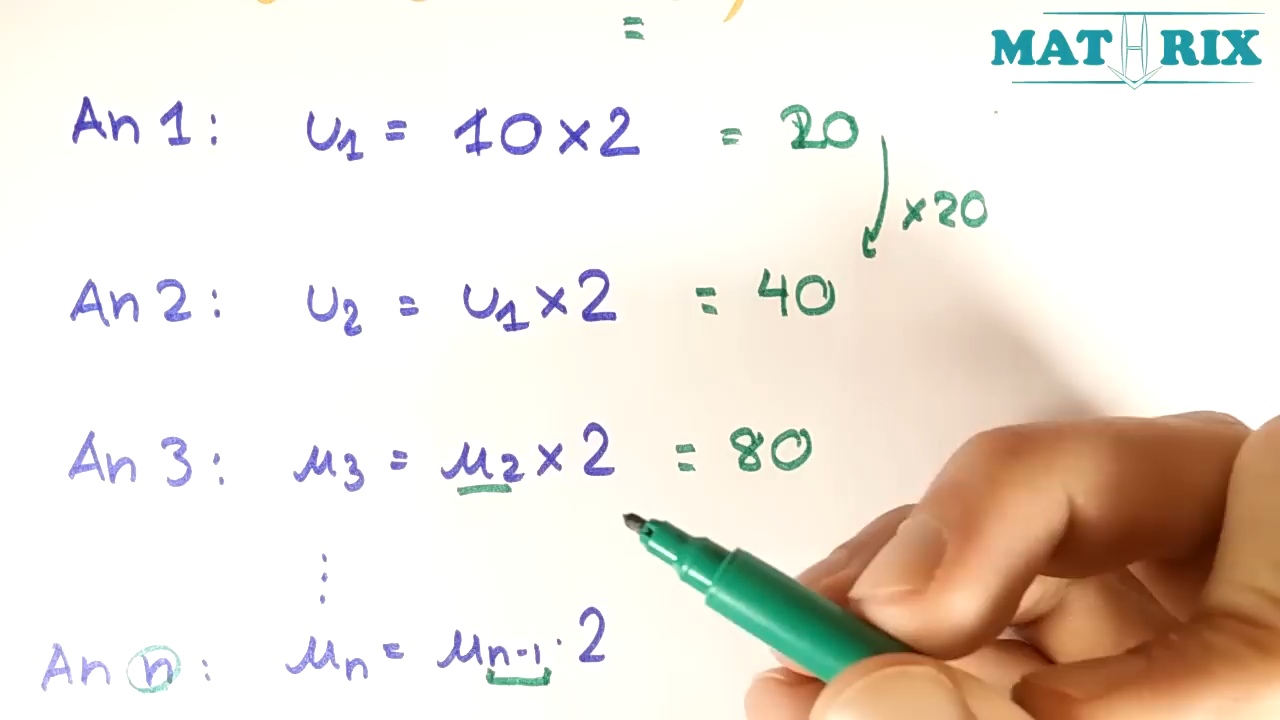 =
MATHRIX
An 1 : U1 = 10 × 2 = 20
×20
An 2 : U2 = U1 × 2 = 40
An 3 : u3 = u2 × 2 = 80
⋮
An n : un = un-1 · 2